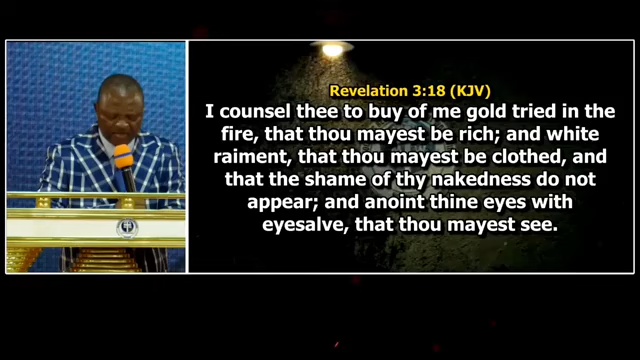 Revelation 3:18 (KJV)
I counsel thee to buy of me gold tried in the
fire, that thou mayest be rich; and white
raiment, that thou mayest be clothed, and
that the shame of thy nakedness do not
appear; and anoint thine eyes with
eyesalve, that thou mayest see.